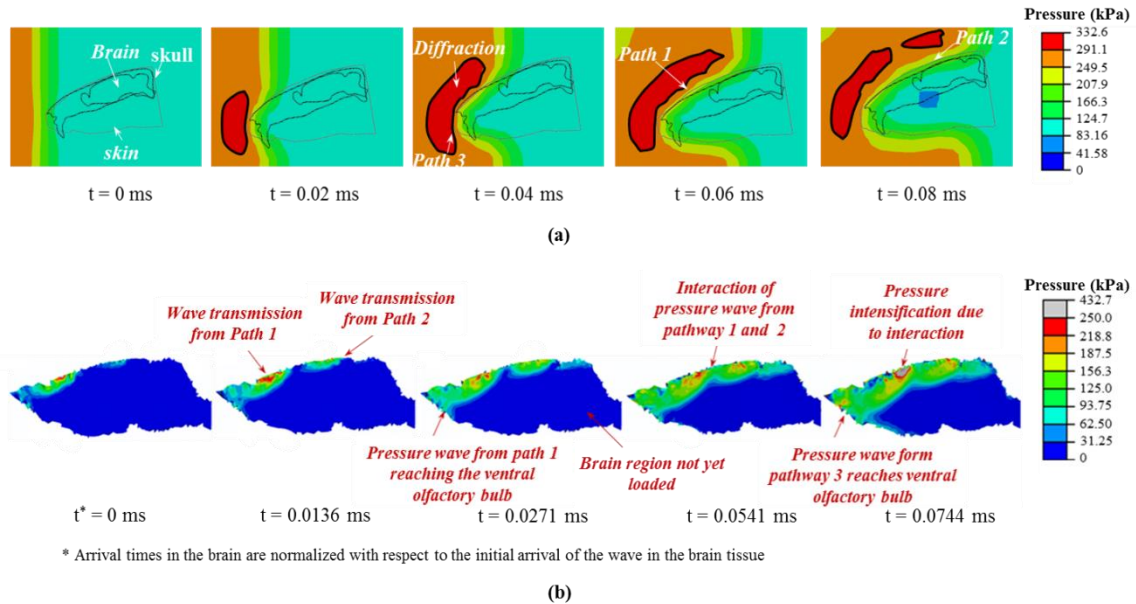 Pressure (kPa)
Brain
skull
skin
Diffraction
Path 3
Path 1
Path 2
332.6
291.1
249.5
207.9
166.3
124.7
83.16
41.58
0
t = 0 ms
t = 0.02 ms
t = 0.04 ms
t = 0.06 ms
t = 0.08 ms
(a)
Wave transmission
from Path 1
Wave transmission
from Path 2
Interaction of
pressure wave from
pathway 1 and 2
Pressure
intensification due
to interaction
Pressure (kPa)
432.7
250.0
218.8
187.5
156.3
125.0
93.75
62.50
31.25
0
Pressure wave from path 1
reaching the ventral
olfactory bulb
Brain region not yet
loaded
Pressure wave form
pathway 3 reaches ventral
olfactory bulb
t* = 0 ms
t = 0.0136 ms
t = 0.0271 ms
t = 0.0541 ms
t = 0.0744 ms
* Arrival times in the brain are normalized with respect to the initial arrival of the wave in the brain tissue
(b)